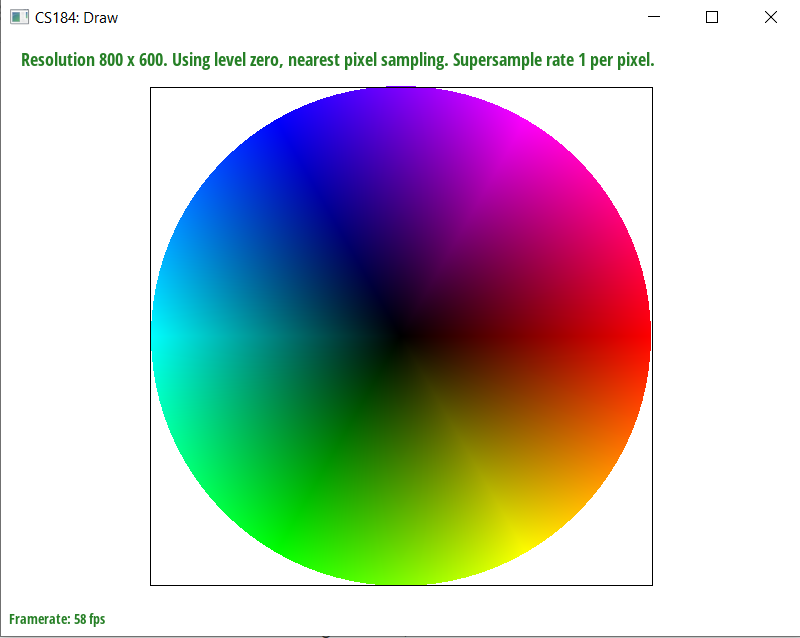 CS184: Draw
Resolution 800 x 600. Using level zero, nearest pixel sampling. Supersample rate 1 per pixel.
Framerate: 58 fps